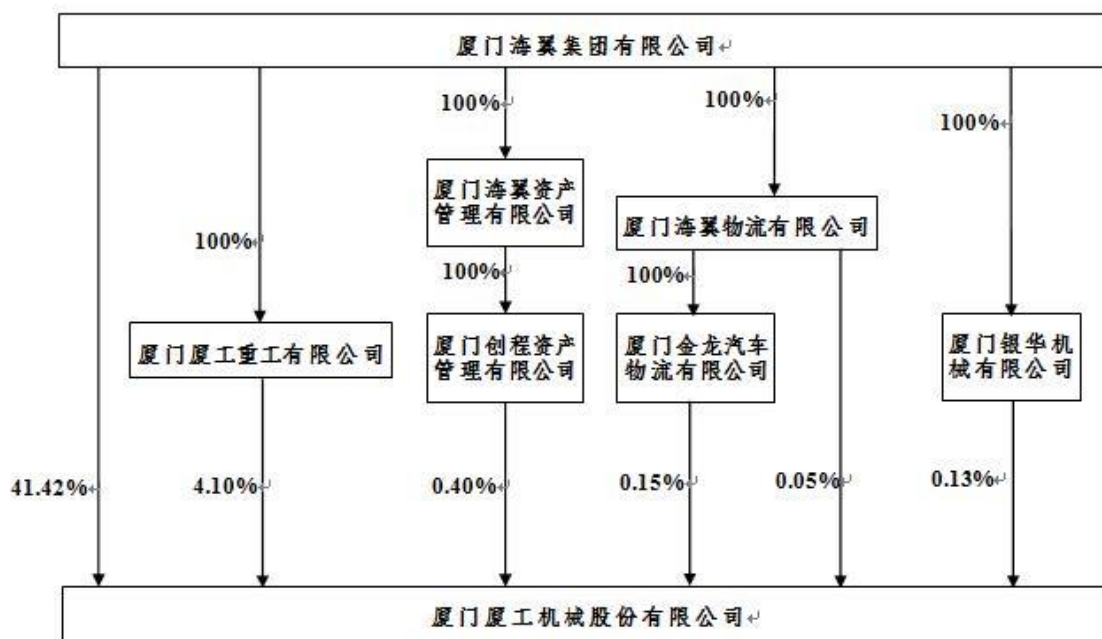 厦门海翼集团有限公司
100%
100%
100%
厦门海翼资产
管理有限公司
厦门海翼物流有限公司
100%
100%
100%
厦门厦工重工有限公司
厦门创程资产
管理有限公司
厦门金龙汽车
物流有限公司
厦门银华机
械有限公司
41.42%
4.10%
0.40%
0.15%
0.05%
0.13%
厦门厦工机械股份有限公司